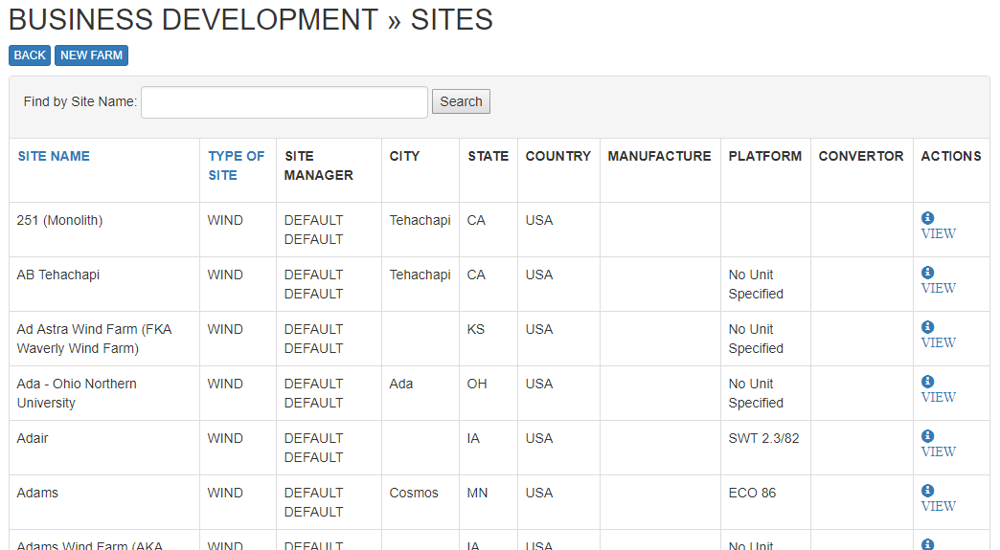 BUSINESS DEVELOPMENT » SITES
BACK NEW FARM
Find by Site Name: Search
SITE NAME TYPE OF SITE SITE MANAGER CITY STATE COUNTRY MANUFACTURE PLATFORM CONVERTOR ACTIONS
251 (Monolith) WIND DEFAULT DEFAULT Tehachapi CA USA VIEW
AB Tehachapi WIND DEFAULT DEFAULT Tehachapi CA USA No Unit Specified VIEW
Ad Astra Wind Farm (FKA Waverly Wind Farm) WIND DEFAULT DEFAULT KS USA No Unit Specified VIEW
Ada - Ohio Northern University WIND DEFAULT DEFAULT Ada OH USA No Unit Specified VIEW
Adair WIND DEFAULT DEFAULT IA USA SWT 2.3/82 VIEW
Adams WIND DEFAULT DEFAULT Cosmos MN USA ECO 86 VIEW
Adams Wind Farm (AKA WIND DEFAULT IA USA No Unit